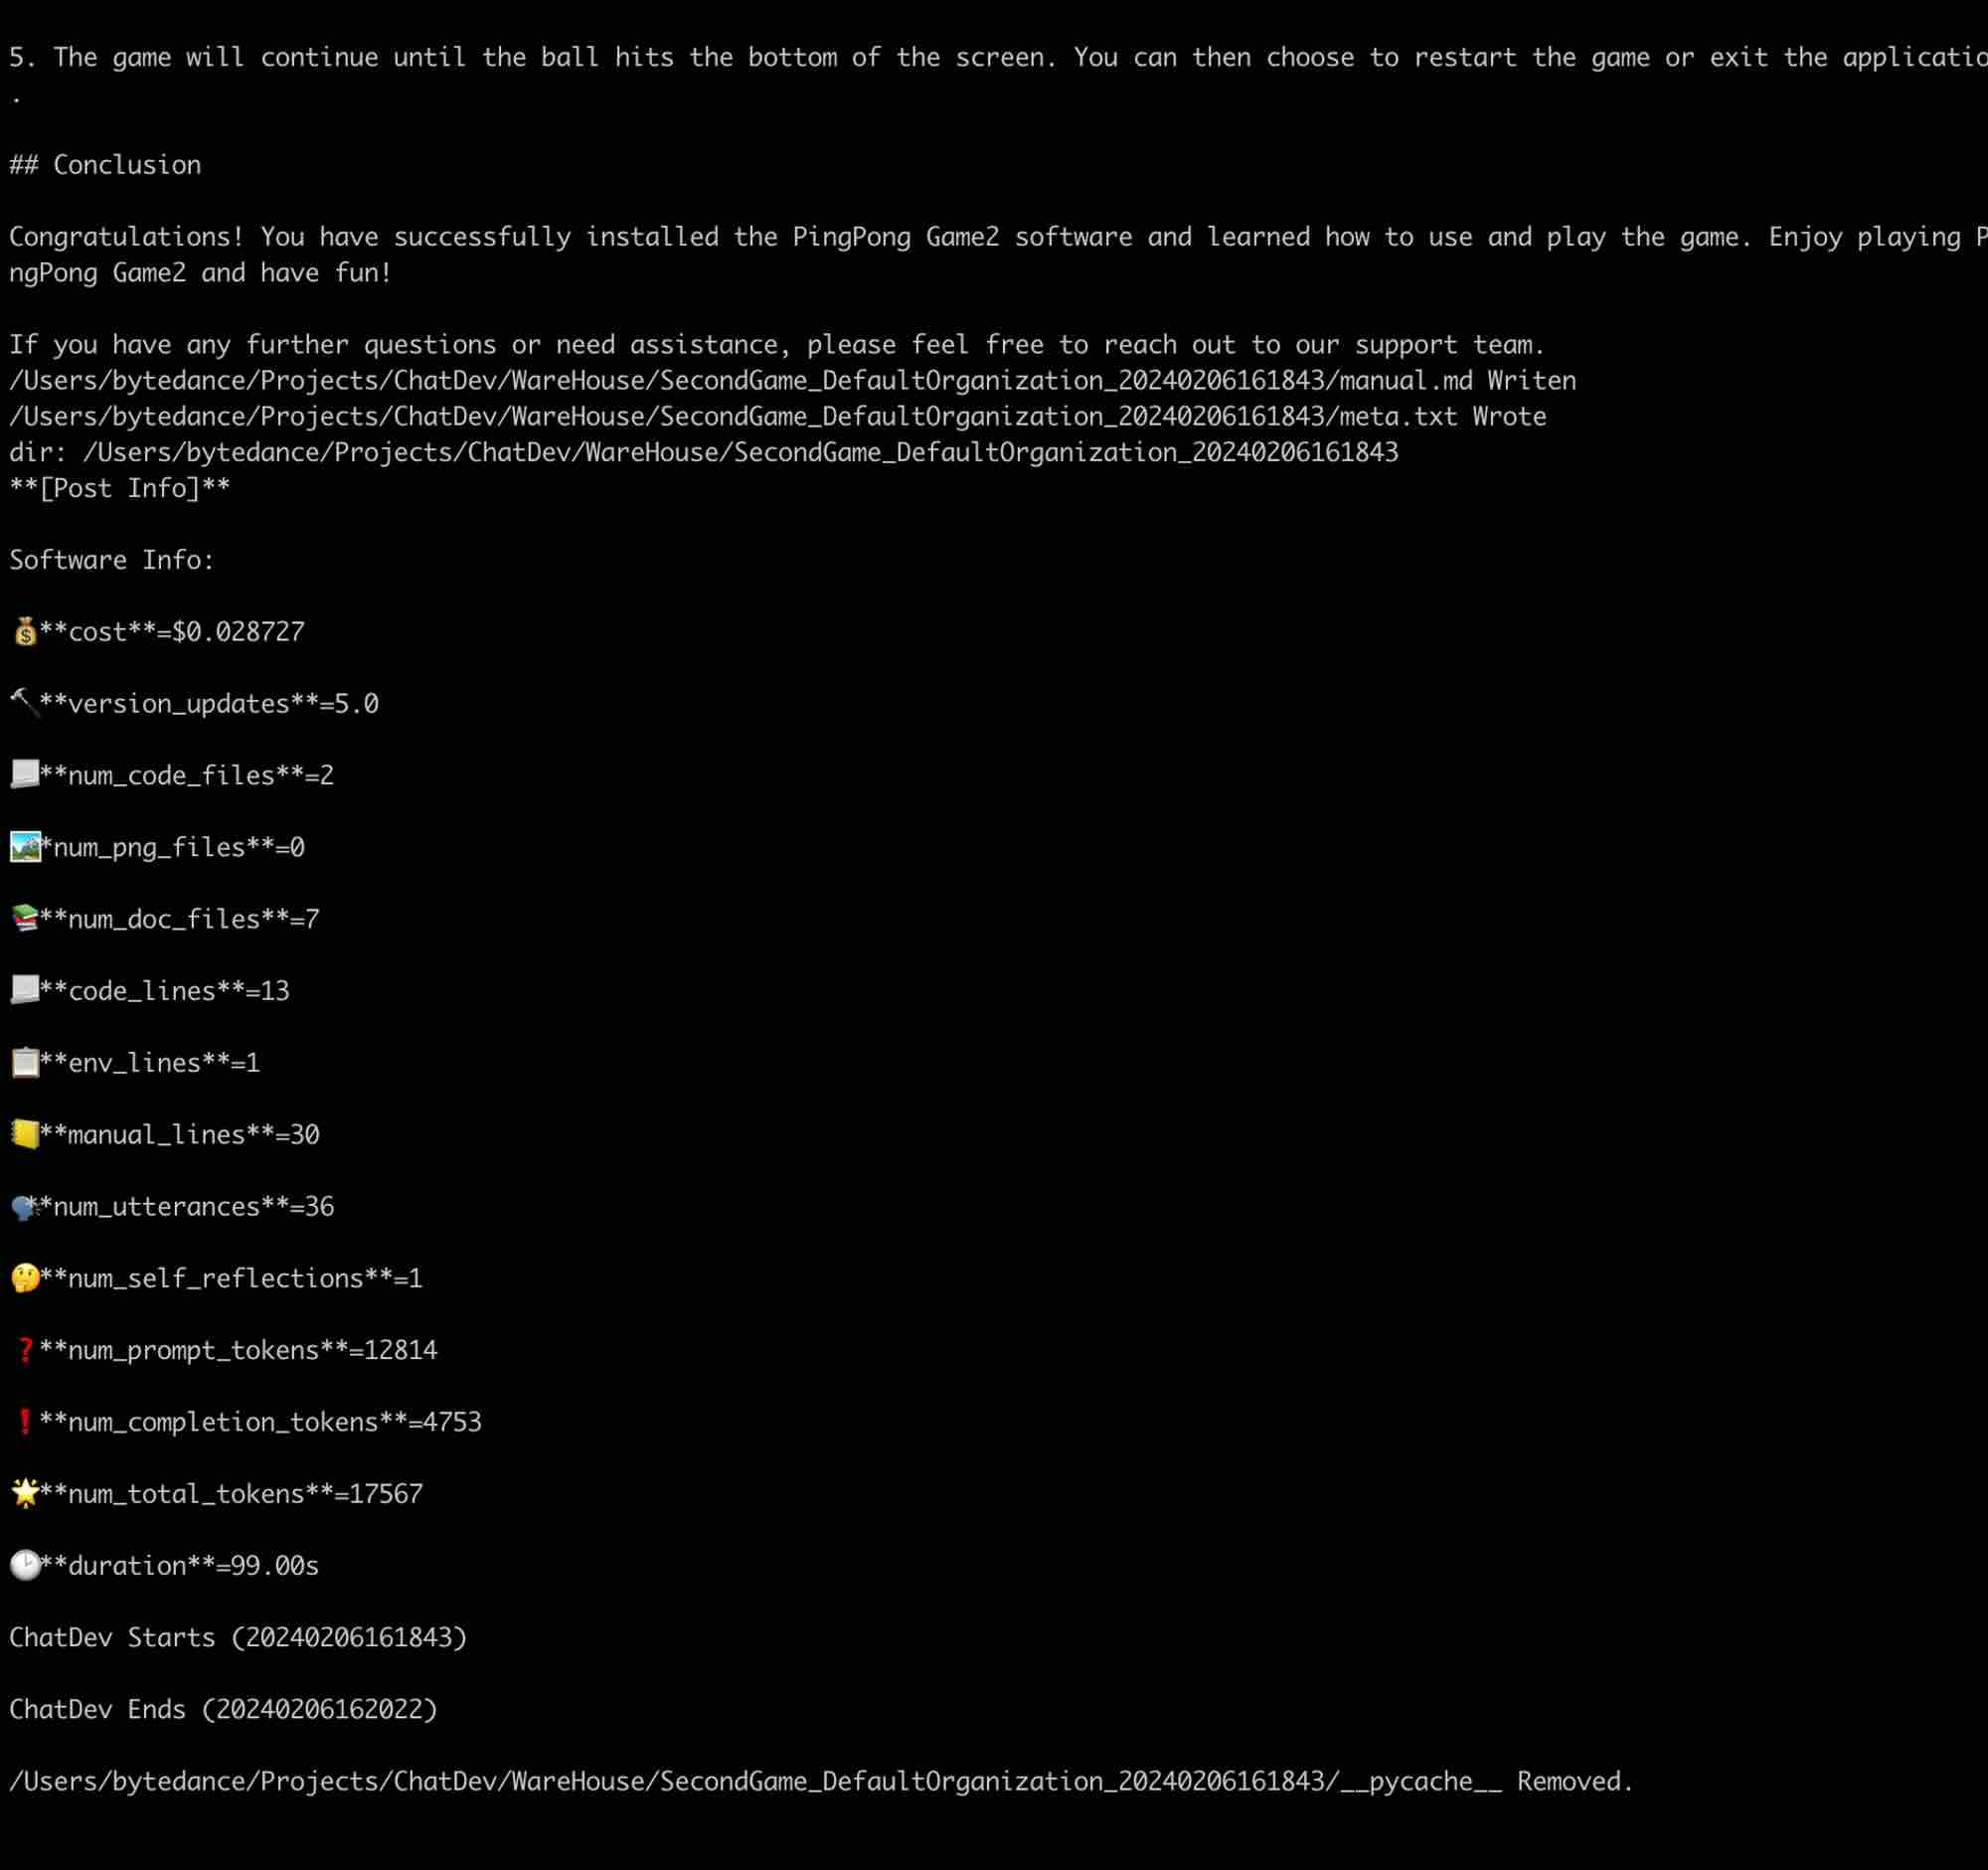 5. The game will continue until the ball hits the bottom of the screen. You can then choose to restart the game or exit the applicatio
.
## Conclusion
Congratulations! You have successfully installed the PingPong Game2 software and learned how to use and play the game. Enjoy playing P
ngPong Game2 and have fun!
If you have any further questions or need assistance, please feel free to reach out to our support team.
/Users/bytedance/Projects/ChatDev/WareHouse/SecondGame_DefaultOrganization_20240206161843/manual.md Writen
/Users/bytedance/Projects/ChatDev/WareHouse/SecondGame_DefaultOrganization_20240206161843/meta.txt Wrote
dir: /Users/bytedance/Projects/ChatDev/WareHouse/SecondGame_DefaultOrganization_20240206161843
**[Post Info]**
Software Info:
💰**cost**=$0.028727
🔨**version_updates**=5.0
📃**num_code_files**=2
🏞*num_png_files**=0
📚**num_doc_files**=7
📃**code_lines**=13
📋**env_lines**=1
📒**manual_lines**=30
🗣**num_utterances**=36
🤔**num_self_reflections**=1
❓**num_prompt_tokens**=12814
❗**num_completion_tokens**=4753
🌟**num_total_tokens**=17567
🕑**duration**=99.00s
ChatDev Starts (20240206161843)
ChatDev Ends (20240206162022)
/Users/bytedance/Projects/ChatDev/WareHouse/SecondGame_DefaultOrganization_20240206161843/__pycache__ Removed.